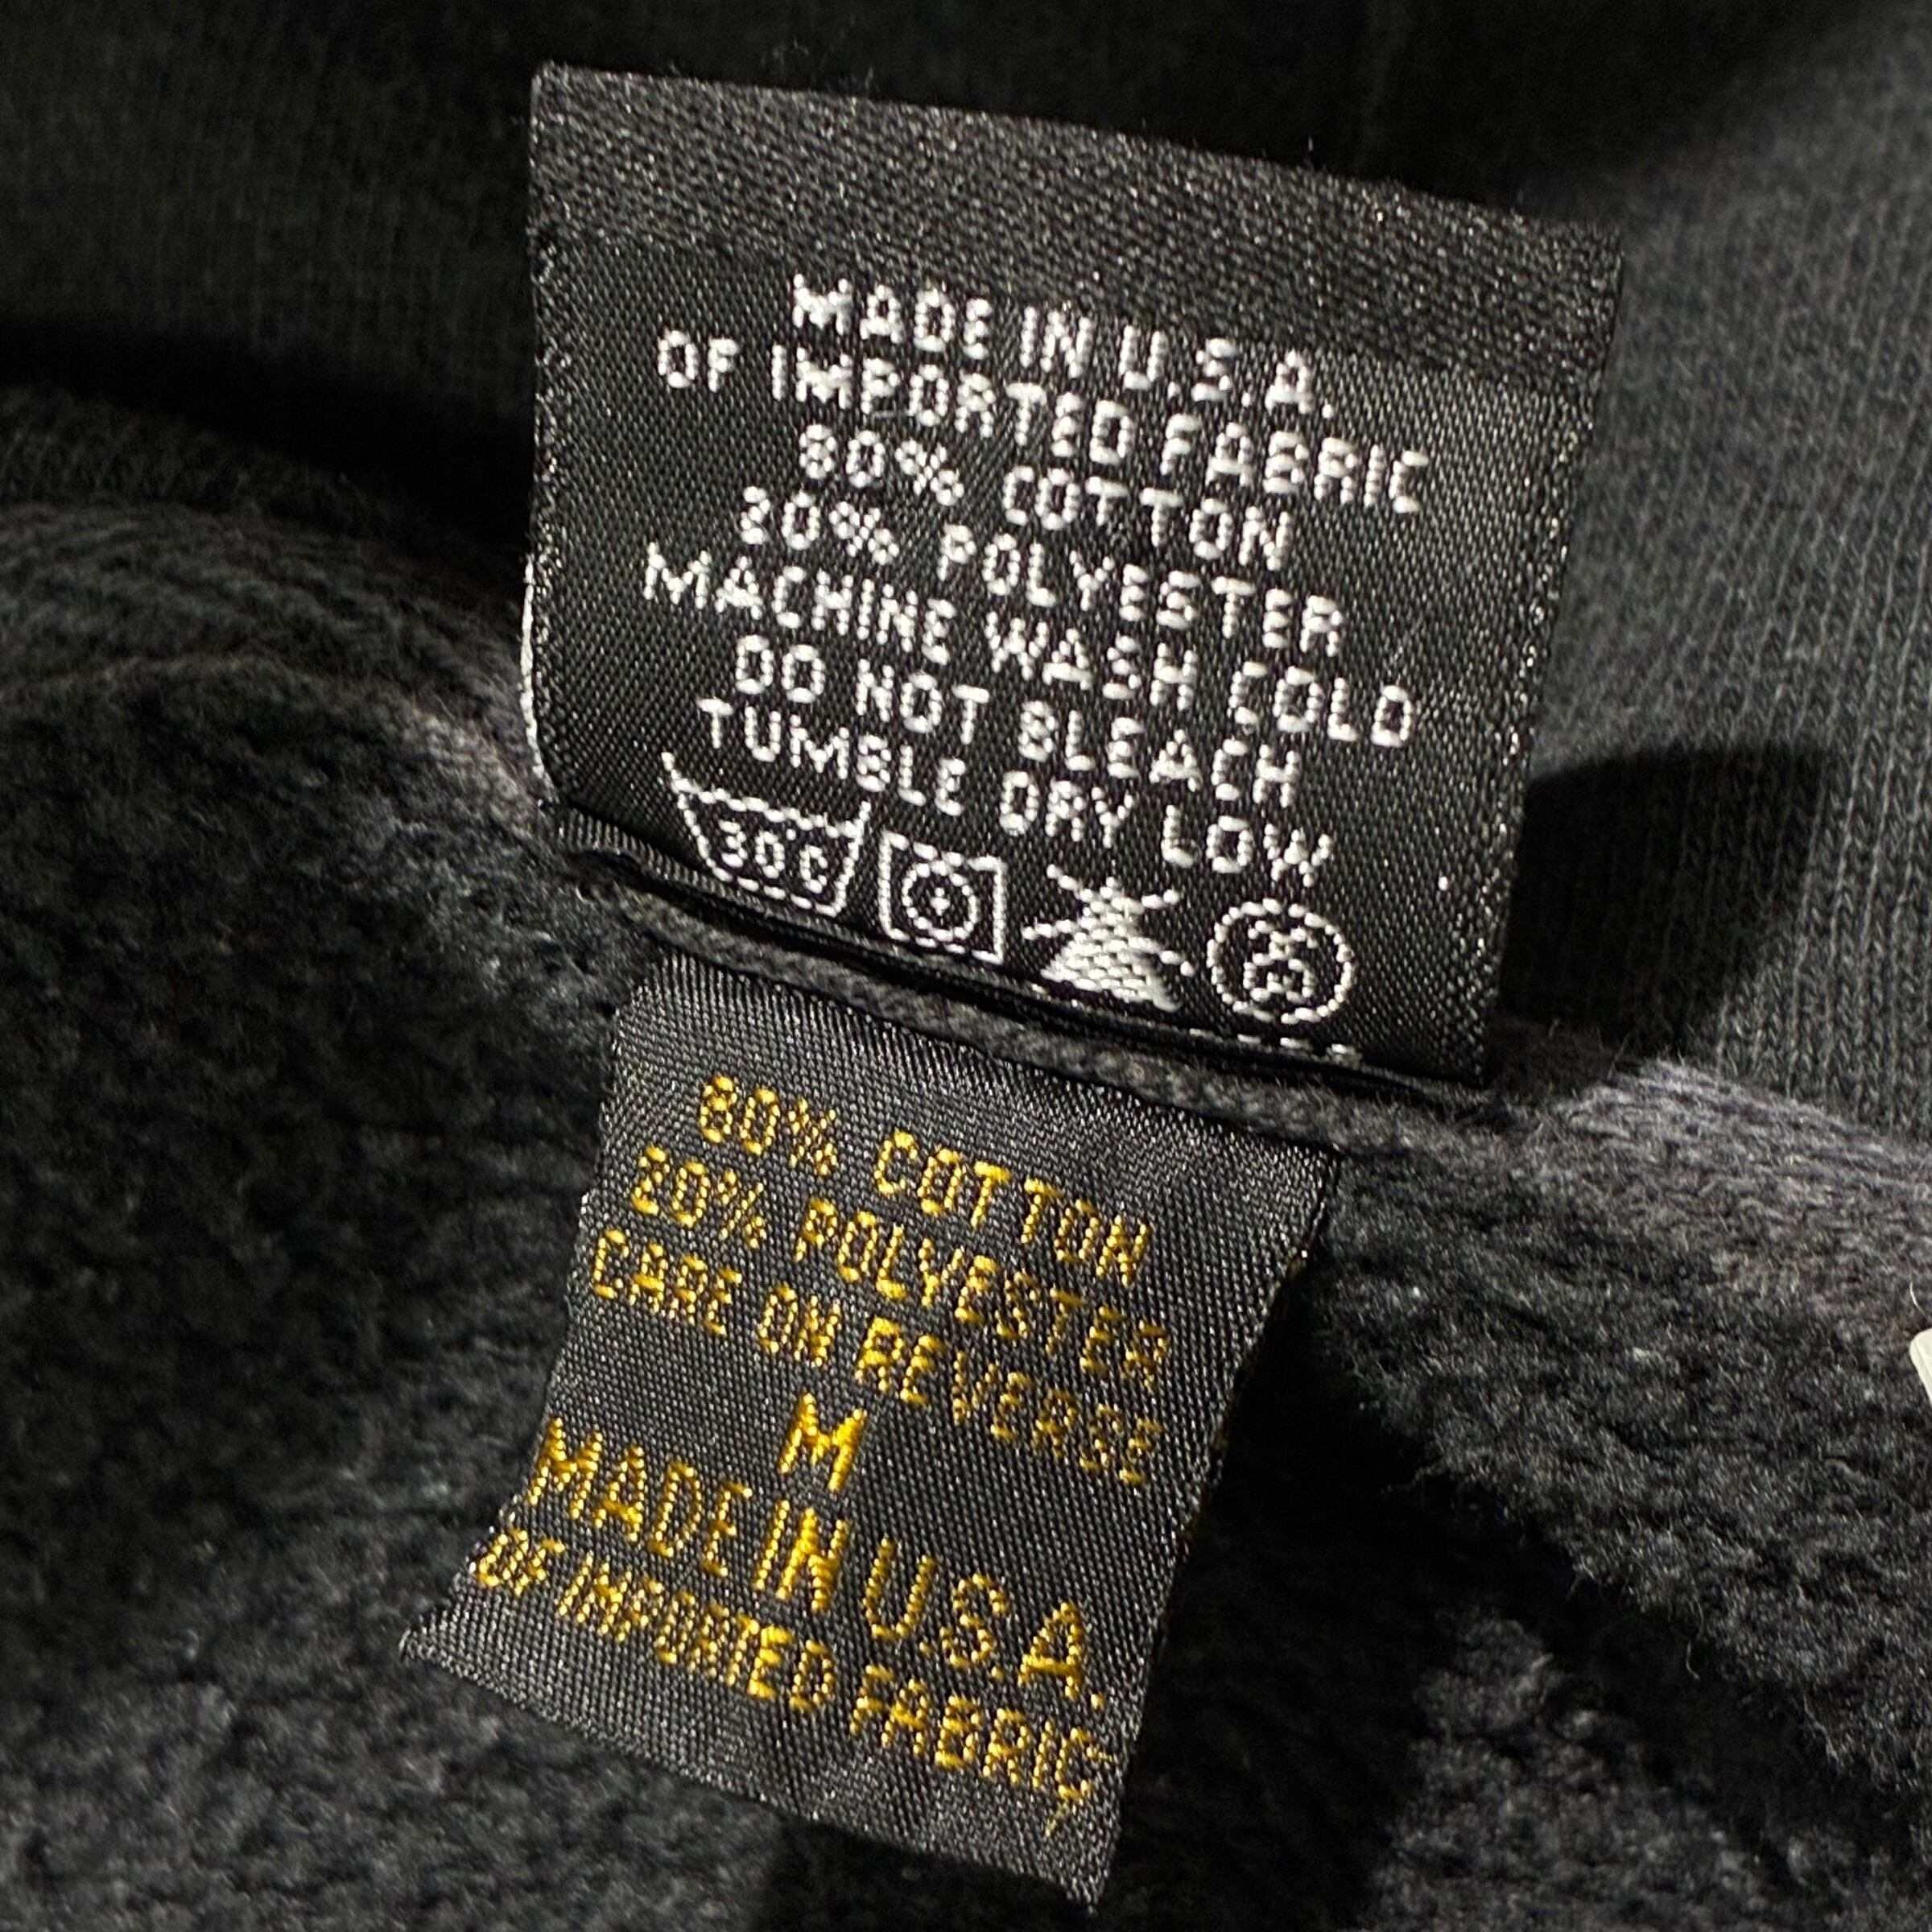 MADE IN U.S.A.
OF IMPORTED FABRIC
80% COTTON
20% POLYESTER
MACHINE WASH COLD
DO NOT BLEACH
TUMBLE DRY LOW
30°C
80% COTTON
20% POLYESTER
CARE ON REVERSE
M
MADE IN U.S.A.
OF IMPORTED FABRIC